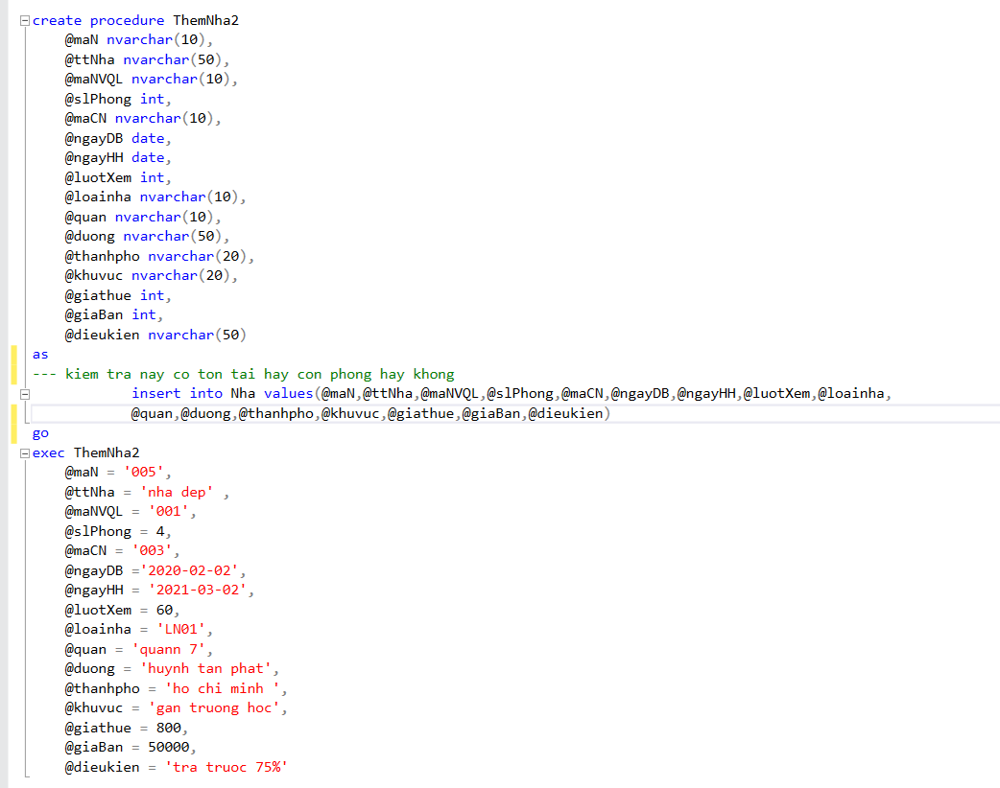 create procedure ThemNha2
@maN nvarchar(10),
@ttNha nvarchar(50),
@maNVQL nvarchar(10),
@slPhong int,
@maCN nvarchar(10),
@ngayDB date,
@ngayHH date,
@luotXem int,
@loainha nvarchar(10),
@quan nvarchar(10),
@duong nvarchar(50),
@thanhpho nvarchar(20),
@khuvuc nvarchar(20),
@giathue int,
@giaBan int,
@dieukien nvarchar(50)
as
--- kiem tra nay co ton tai hay con phong hay khong
insert into Nha values(@maN,@ttNha,@maNVQL,@slPhong,@maCN,@ngayDB,@ngayHH,@luotXem,@loainha,
@quan,@duong,@thanhpho,@khuvuc,@giathue,@giaBan,@dieukien)
go
exec ThemNha2
@maN = '005',
@ttNha = 'nha dep' ,
@maNVQL = '001',
@slPhong = 4,
@maCN = '003',
@ngayDB ='2020-02-02',
@ngayHH = '2021-03-02',
@luotXem = 60,
@loainha = 'LN01',
@quan = 'quann 7',
@duong = 'huynh tan phat',
@thanhpho = 'ho chi minh ',
@khuvuc = 'gan truong hoc',
@giathue = 800,
@giaBan = 50000,
@dieukien = 'tra truoc 75%'